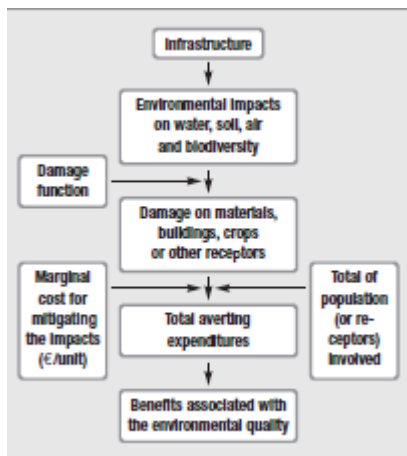 Infrastructure
Environmental impacts
on water, soil, air
and biodiversity
Damage
function
Damage on materials,
buildings, crops
or other receptors
Marginal
cost for
mitigating
the impacts
(€/unit)
Total averting
expenditures
Total of
population
(or re-
ceptors)
involved
Benefits associated with
the environmental quality